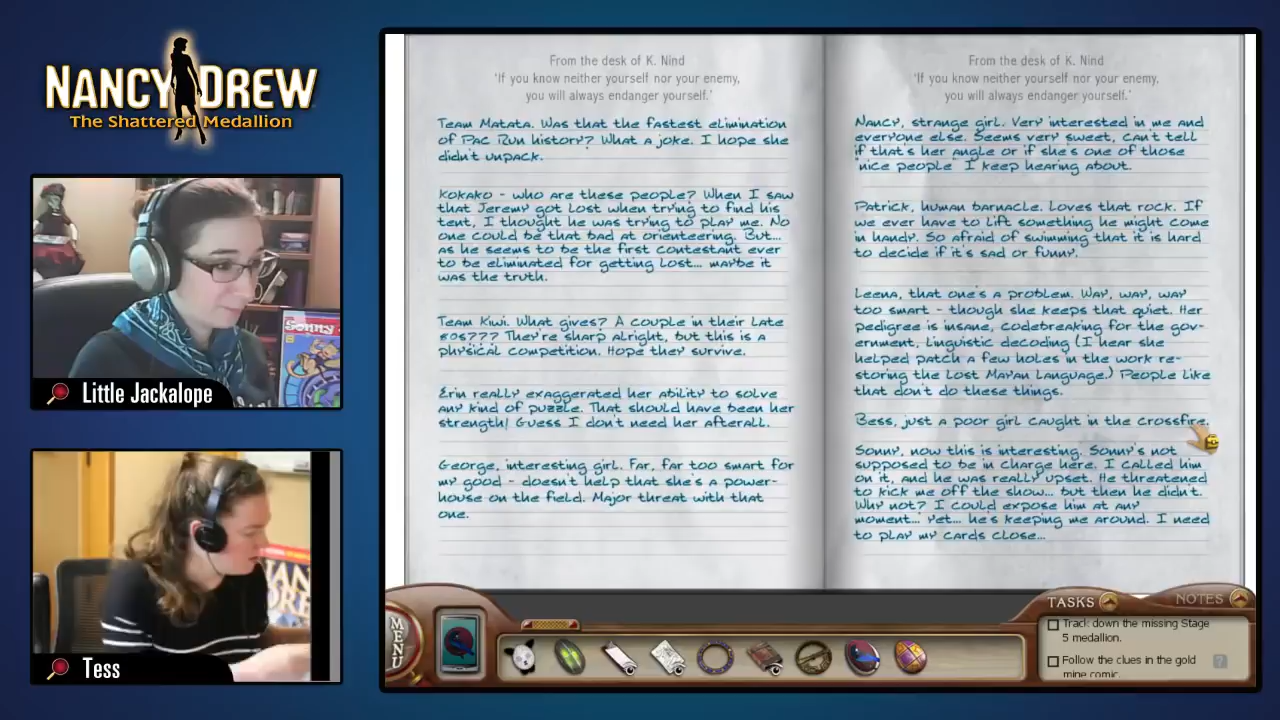 NANCY DREW
The Shattered Medallion
Little Jackalope
Sonny
Tess
From the desk of K. Nind
'If you know neither yourself nor your enemy,
you will always endanger yourself.'
Team Matata. Was that the fastest elimination
of Pac Run history? What a joke. I hope she
didn't unpack.
Kokako - who are these people? When I saw
that Jeremy got lost when trying to find his
tent, I thought he was trying to play me. No
one could be that bad at orienteering. But...
as he seems to be the first contestant ever
to be eliminated for getting lost... maybe it
was the truth.
Team Kiwi. What gives? A couple in their late
80s??? They're sharp alright, but this is a
physical competition. Hope they survive.
Erin really exaggerated her ability to solve
any kind of puzzle. That should have been her
strength! Guess I don't need her afterall.
George, interesting girl. Far, far too smart for
my good - doesn't help that she's a power-
house on the field. Major threat with that
one.
From the desk of K. Nind
'If you know neither yourself nor your enemy,
you will always endanger yourself.'
Nancy, strange girl. Very interested in me and
everyone else. Seems very sweet, can't tell
if that's her angle or if she's one of those
"nice people" I keep hearing about.
Patrick, human barnacle. Loves that rock. If
we ever have to lift something he might come
in handy. So afraid of swimming that it is hard
to decide if it's sad or funny.
Leena, that one's a problem. Way, way, way
too smart - though she keeps that quiet. Her
pedigree is insane, codebreaking for the gov-
ernment, linguistic decoding (I hear she
helped patch a few holes in the work re-
storing the lost Mayan Language.) People like
that don't do these things.
Bess, just a poor girl caught in the crossfire.
Sonny, now this is interesting. Sonny's not
supposed to be in charge here. I called him
on it, and he was really upset. He threatened
to kick me off the show... but then he didn't.
Why not? I could expose him at any
moment... yet... he's keeping me around. I need
to play my cards close...
MENU
TASKS
NOTES
Track down the missing Stage
5 medallion.
Follow the clues in the gold
mine comic.
?